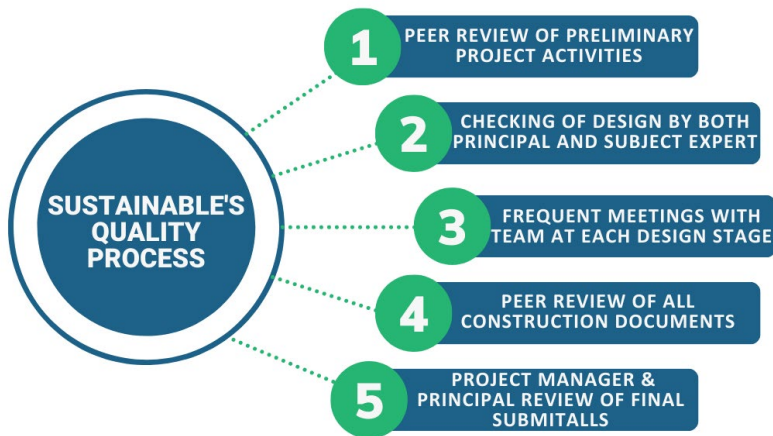 SUSTAINABLE'S
QUALITY
PROCESS
1
PEER REVIEW OF PRELIMINARY
PROJECT ACTIVITIES
2
CHECKING OF DESIGN BY BOTH
PRINCIPAL AND SUBJECT EXPERT
3
FREQUENT MEETINGS WITH
TEAM AT EACH DESIGN STAGE
4
PEER REVIEW OF ALL
CONSTRUCTION DOCUMENTS
5
PROJECT MANAGER &
PRINCIPAL REVIEW OF FINAL
SUBMITALLS